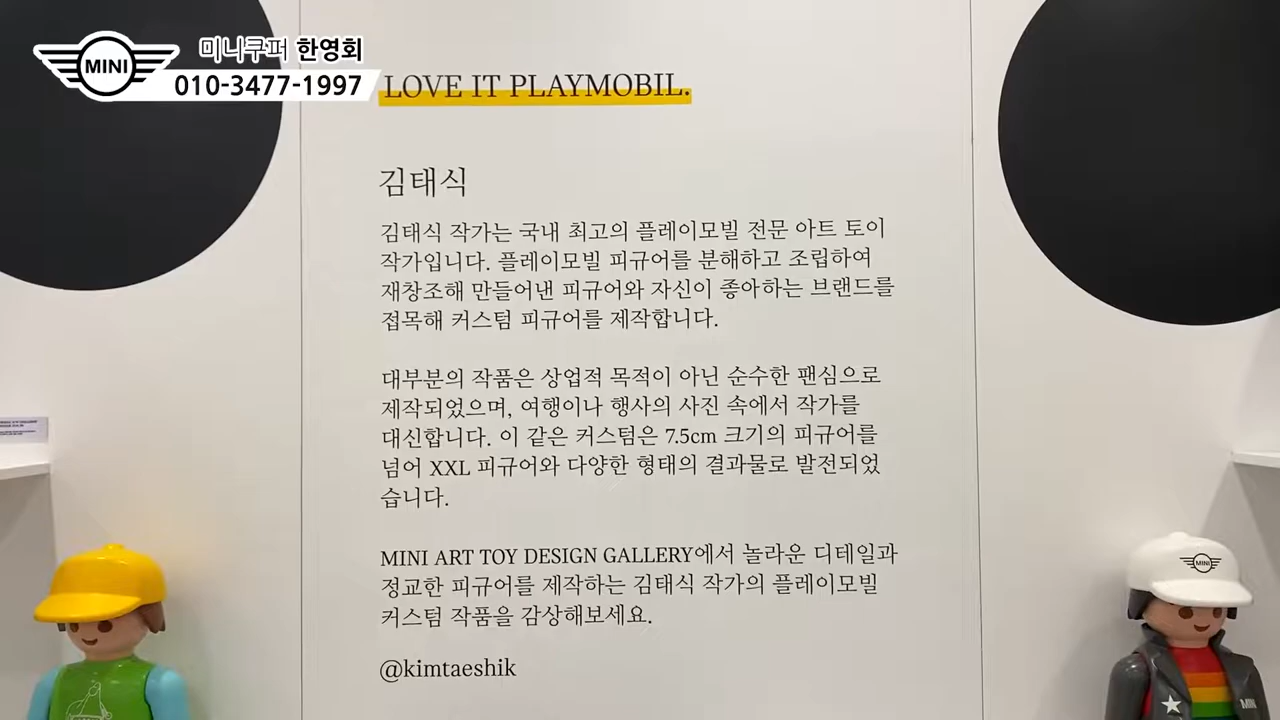 미니쿠퍼 한영회
MINI
010-3477-1997
LOVE IT PLAYMOBIL.
김태식
김태식 작가는 국내 최고의 플레이모빌 전문 아트 토이
작가입니다. 플레이모빌 피규어를 분해하고 조립하여
재창조해 만들어낸 피규어와 자신이 좋아하는 브랜드를
접목해 커스텀 피규어를 제작합니다.
대부분의 작품은 상업적 목적이 아닌 순수한 팬심으로
제작되었으며, 여행이나 행사의 사진 속에서 작가를
대신합니다. 이 같은 커스텀은 7.5cm 크기의 피규어를
넘어 XXL 피규어와 다양한 형태의 결과물로 발전되었
습니다.
MINI ART TOY DESIGN GALLERY에서 놀라운 디테일과
정교한 피규어를 제작하는 김태식 작가의 플레이모빌
커스텀 작품을 감상해보세요.
@kimtaeshik
MINI
MINI